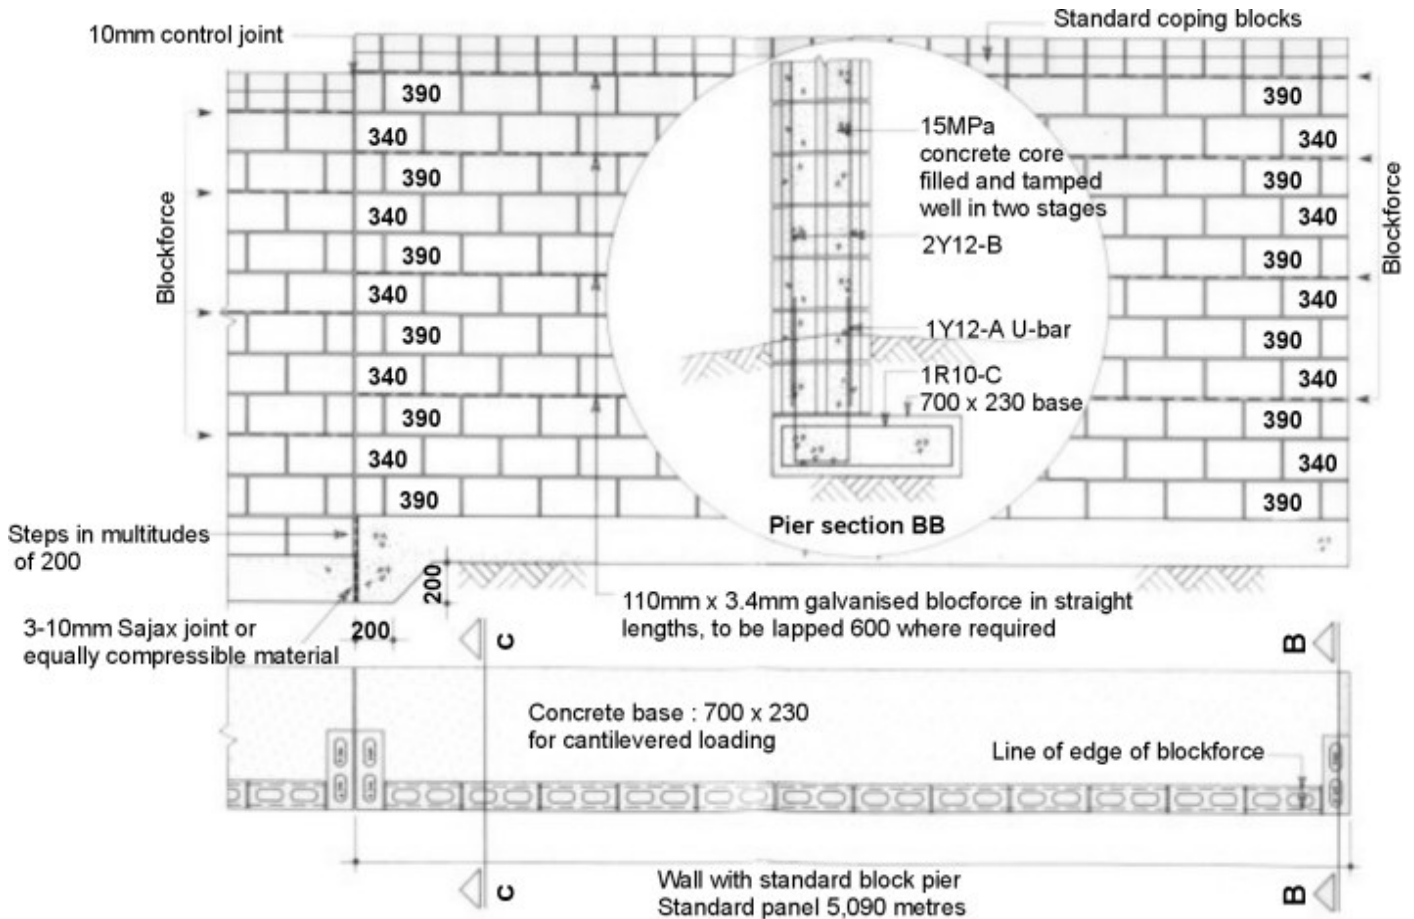 Standard coping blocks
10mm control joint
390
390
15MPa
concrete core
filled and tamped
well in two stages
340
340
390
390
340
340
Blockforce
Blockforce
2Y12-B
390
390
340
340
1Y12-A U-bar
390
390
340
340
1R10-C
700 x 230 base
390
390
340
340
390
390
Pier section BB
Steps in multitudes
of 200
200
110mm x 3.4mm galvanised blocforce in straight
lengths, to be lapped 600 where required
3-10mm Sajax joint or
equally compressible material
200
C
B
Concrete base : 700 x 230
for cantilevered loading
Line of edge of blockforce
Wall with standard block pier
Standard panel 5,090 metres
C
B